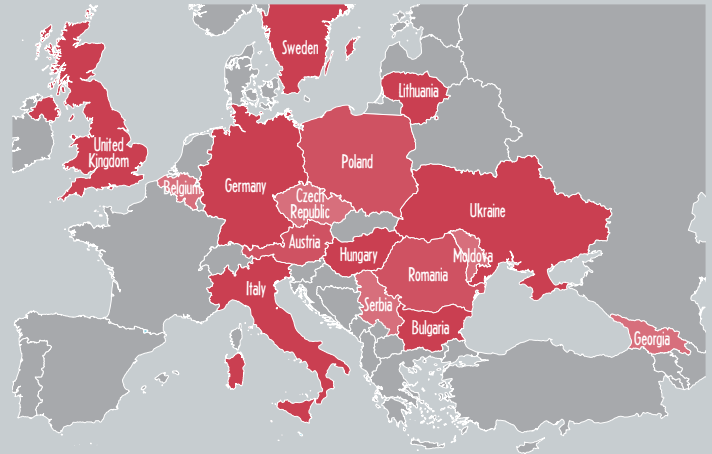 Sweden
Lithuania
United
Kingdom
Belgium
Germany
Poland
Czech
Republic
Ukraine
Austria
Hungary
Moldova
Romania
Italy
Serbia
Bulgaria
Georgia